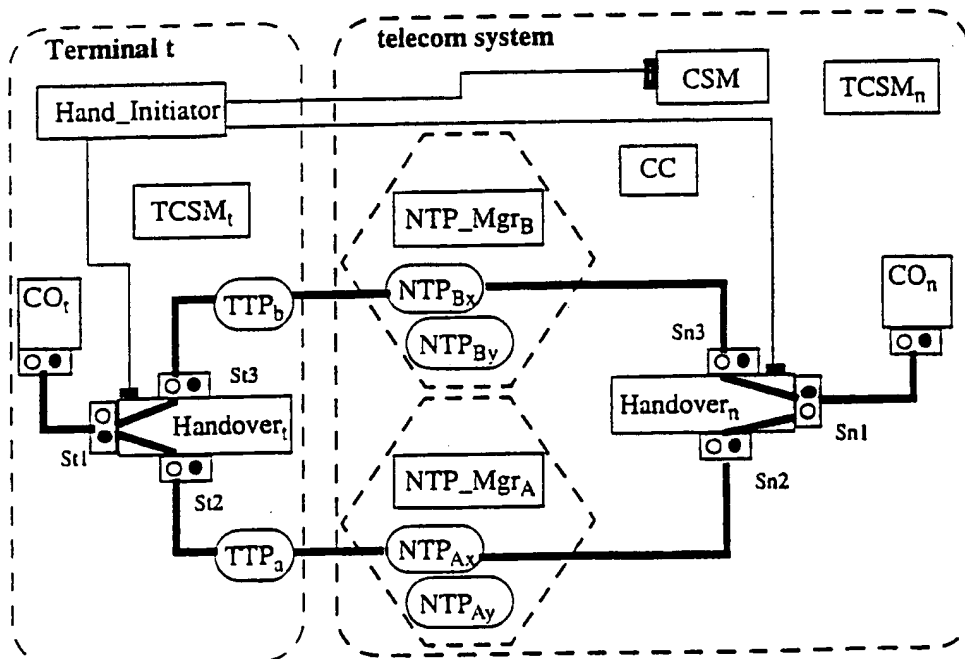 Terminal t
telecom system
Hand_Initiator
CSM
TCSMn
CC
TCSMt
NTP_MgrB
COt
TTPb
NTPBx
COn
NTPBy
St3
Sn3
Handovert
Handovern
St1
Sn1
St2
NTP_MgrA
Sn2
TTPa
NTPAx
NTPAy